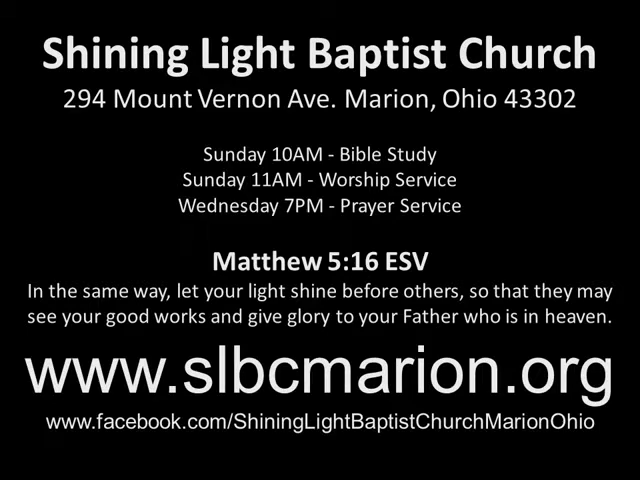 Shining Light Baptist Church
294 Mount Vernon Ave. Marion, Ohio 43302
Sunday 10AM - Bible Study
Sunday 11AM - Worship Service
Wednesday 7PM - Prayer Service
Matthew 5:16 ESV
In the same way, let your light shine before others, so that they may
see your good works and give glory to your Father who is in heaven.
www.slbcmarion.org
www.facebook.com/ShiningLightBaptistChurchMarionOhio